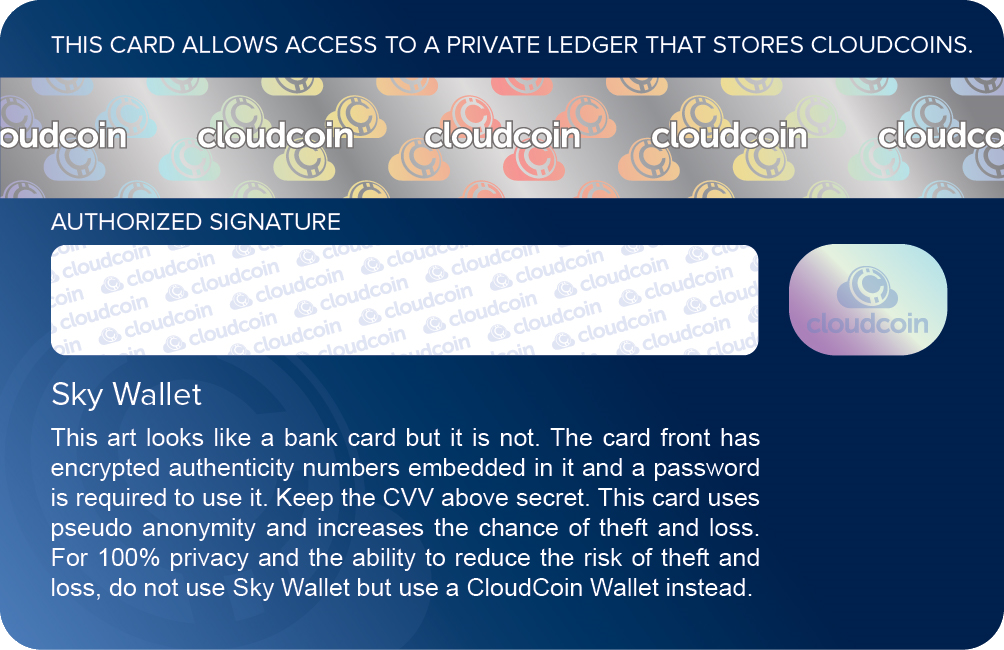 THIS CARD ALLOWS ACCESS TO A PRIVATE LEDGER THAT STORES CLOUDCOINS.
oudcoin cloudcoin cloudcoin cloudcoin cloudco
AUTHORIZED SIGNATURE
cloudcoin cloudcoin cloudcoin cloudcoin
cloudcoin
Sky Wallet
This art looks like a bank card but it is not. The card front has
encrypted authenticity numbers embedded in it and a password
is required to use it. Keep the CVV above secret. This card uses
pseudo anonymity and increases the chance of theft and loss.
For 100% privacy and the ability to reduce the risk of theft and
loss, do not use Sky Wallet but use a CloudCoin Wallet instead.